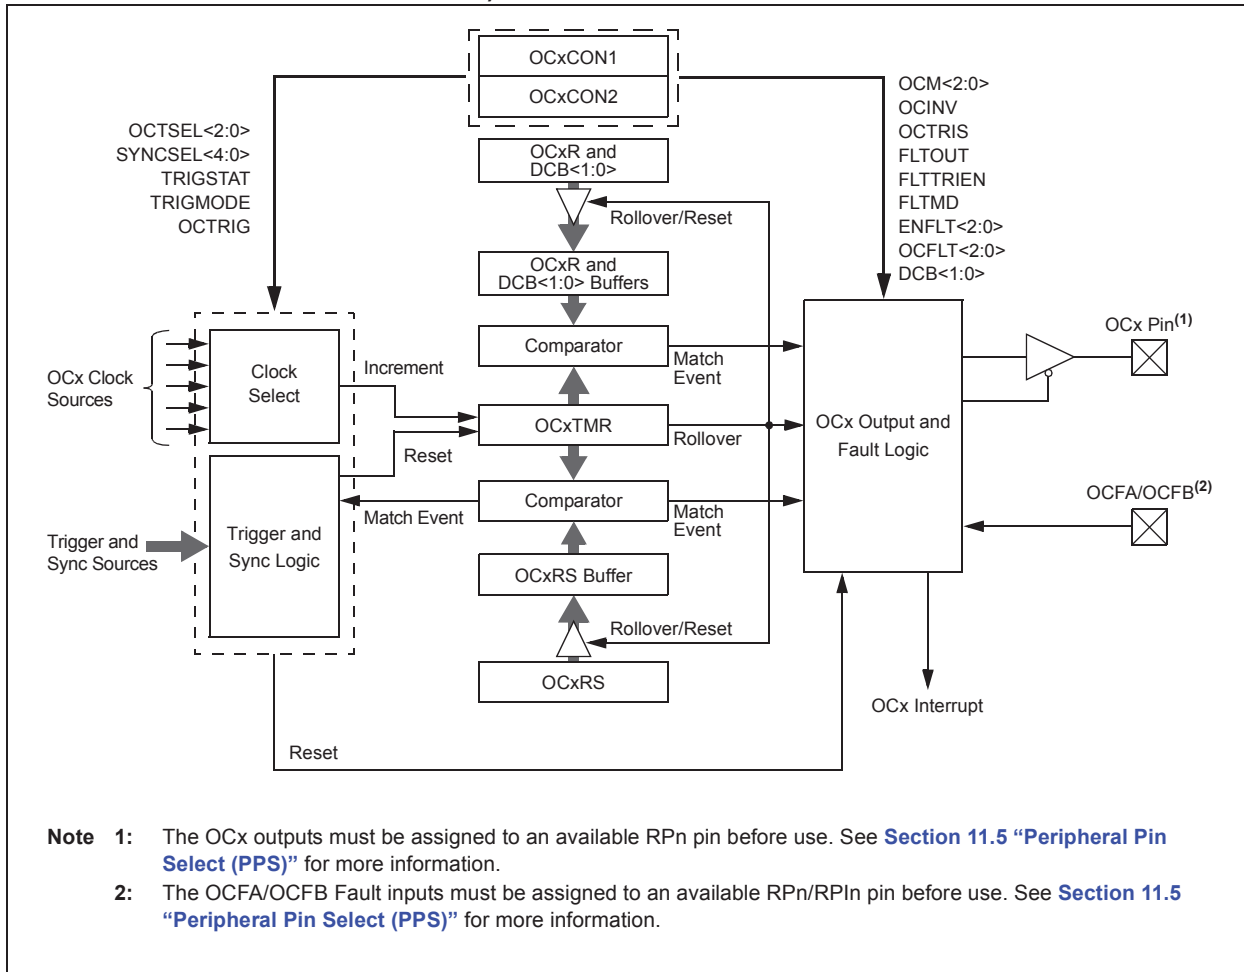 OCxCON1
OCxCON2
OCTSEL<2:0>
SYNCSEL<4:0>
TRIGSTAT
TRIGMODE
OCTRIG
OCM<2:0>
OCINV
OCTRIS
FLTOUT
FLTTRIEN
FLTMD
ENFLT<2:0>
OCFLT<2:0>
DCB<1:0>
OCxR and
DCB<1:0>
Rollover/Reset
OCxR and
DCB<1:0> Buffers
OCx Clock
Sources
Clock
Select
Increment
Comparator
Match
Event
OCxTMR
Rollover
Reset
Comparator
Match Event
Match
Event
Trigger and
Sync Sources
Trigger and
Sync Logic
OCxRS Buffer
Rollover/Reset
OCxRS
Reset
OCx Output and
Fault Logic
OCx Pin(1)
OCFA/OCFB(2)
OCx Interrupt
Note 1: The OCx outputs must be assigned to an available RPn pin before use. See Section 11.5 “Peripheral Pin
Select (PPS)” for more information.
2: The OCFA/OCFB Fault inputs must be assigned to an available RPn/RPIn pin before use. See Section 11.5
“Peripheral Pin Select (PPS)” for more information.